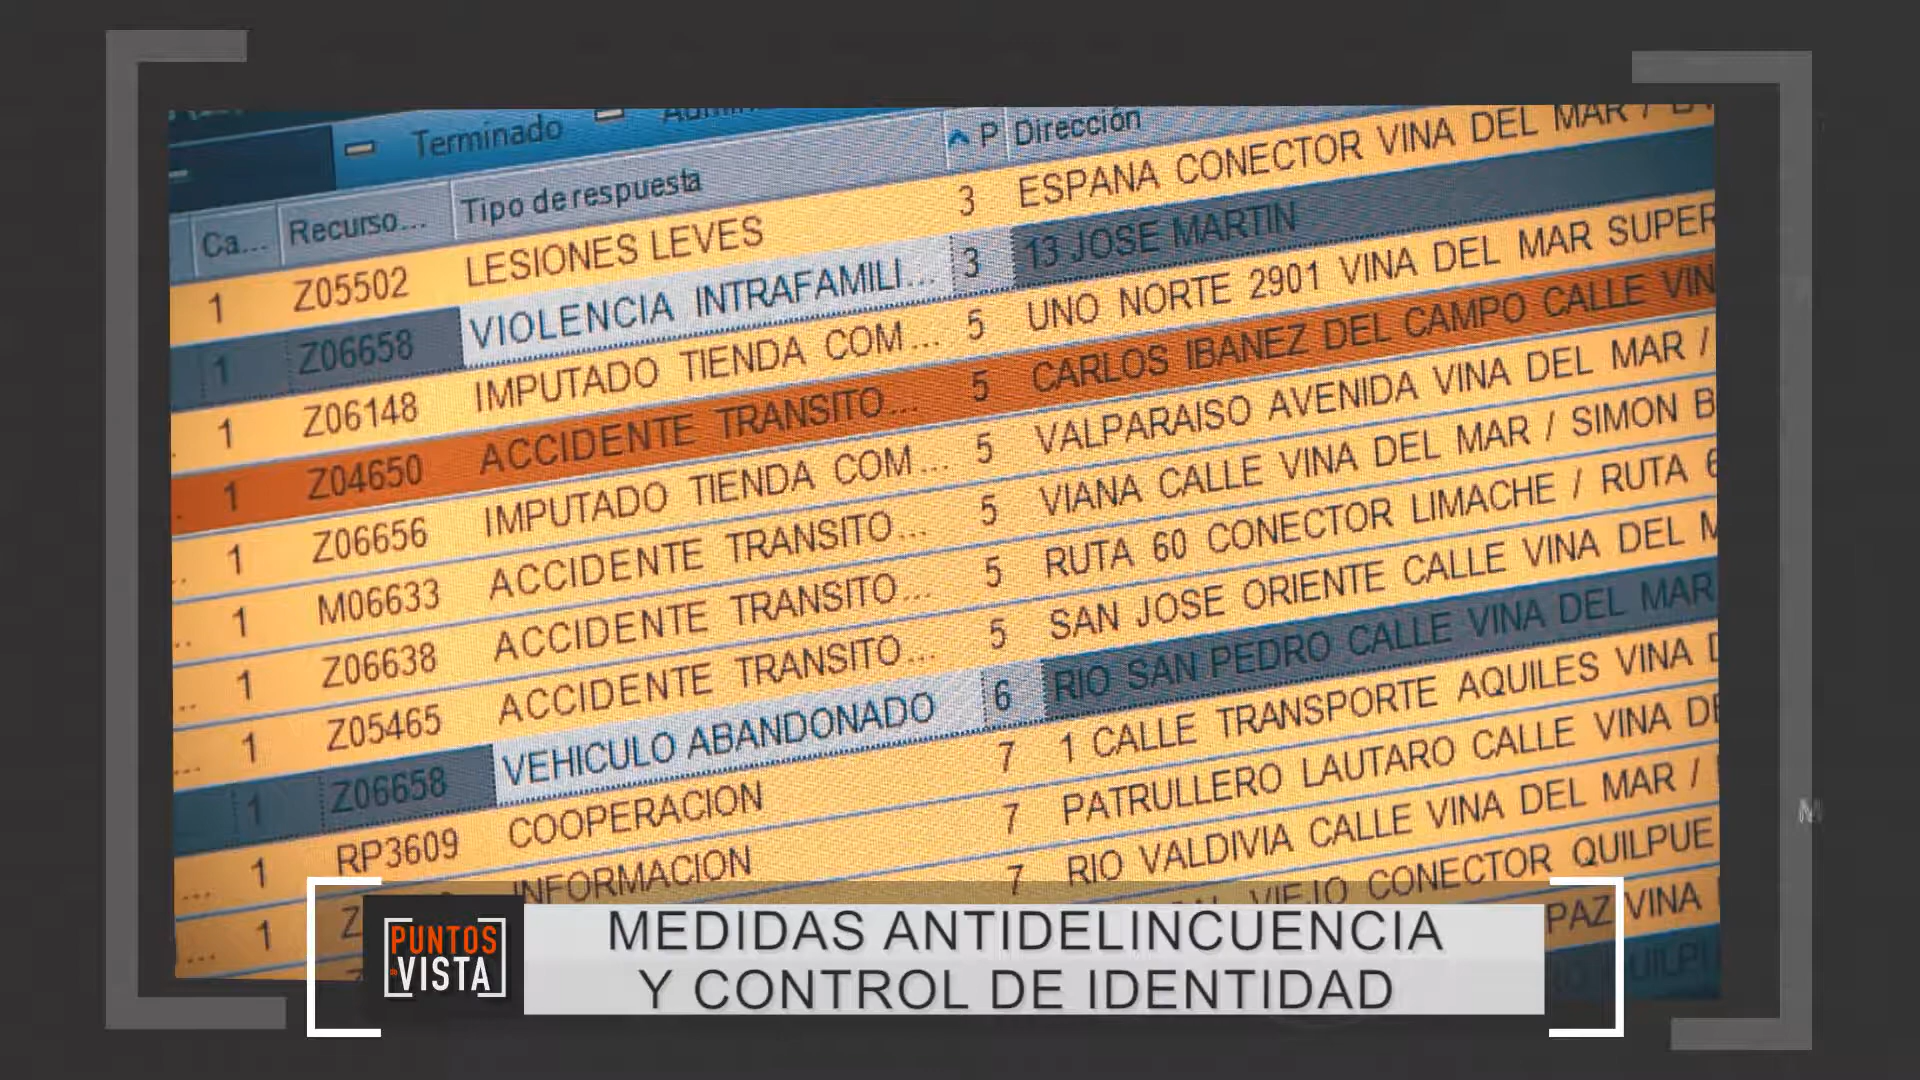 Terminado
Ca... Recurso... Tipo de respuesta P Dirección
1 Z05502 LESIONES LEVES 3 ESPANA CONECTOR VINA DEL MAR /
1 Z06658 VIOLENCIA INTRAFAMILI... 3 13 JOSE MARTIN
1 Z06148 IMPUTADO TIENDA COM... 5 UNO NORTE 2901 VINA DEL MAR SUPER
1 Z04650 ACCIDENTE TRANSITO... 5 CARLOS IBANEZ DEL CAMPO CALLE VIN
1 Z06656 IMPUTADO TIENDA COM... 5 VALPARAISO AVENIDA VINA DEL MAR /
1 M06633 ACCIDENTE TRANSITO... 5 VIANA CALLE VINA DEL MAR / SIMON B
1 Z06638 ACCIDENTE TRANSITO... 5 RUTA 60 CONECTOR LIMACHE / RUTA 6
1 Z05465 ACCIDENTE TRANSITO... 5 SAN JOSE ORIENTE CALLE VINA DEL M
1 Z06658 VEHICULO ABANDONADO 6 RIO SAN PEDRO CALLE VINA DEL MAR
1 RP3609 COOPERACION 7 1 CALLE TRANSPORTE AQUILES VINA D
1 Z INFORMACION 7 PATRULLERO LAUTARO CALLE VINA DE
7 RIO VALDIVIA CALLE VINA DEL MAR /
VIEJO CONECTOR QUILPUE
PAZ VINA
PUNTOS
VISTA
MEDIDAS ANTIDELINCUENCIA
Y CONTROL DE IDENTIDAD
M